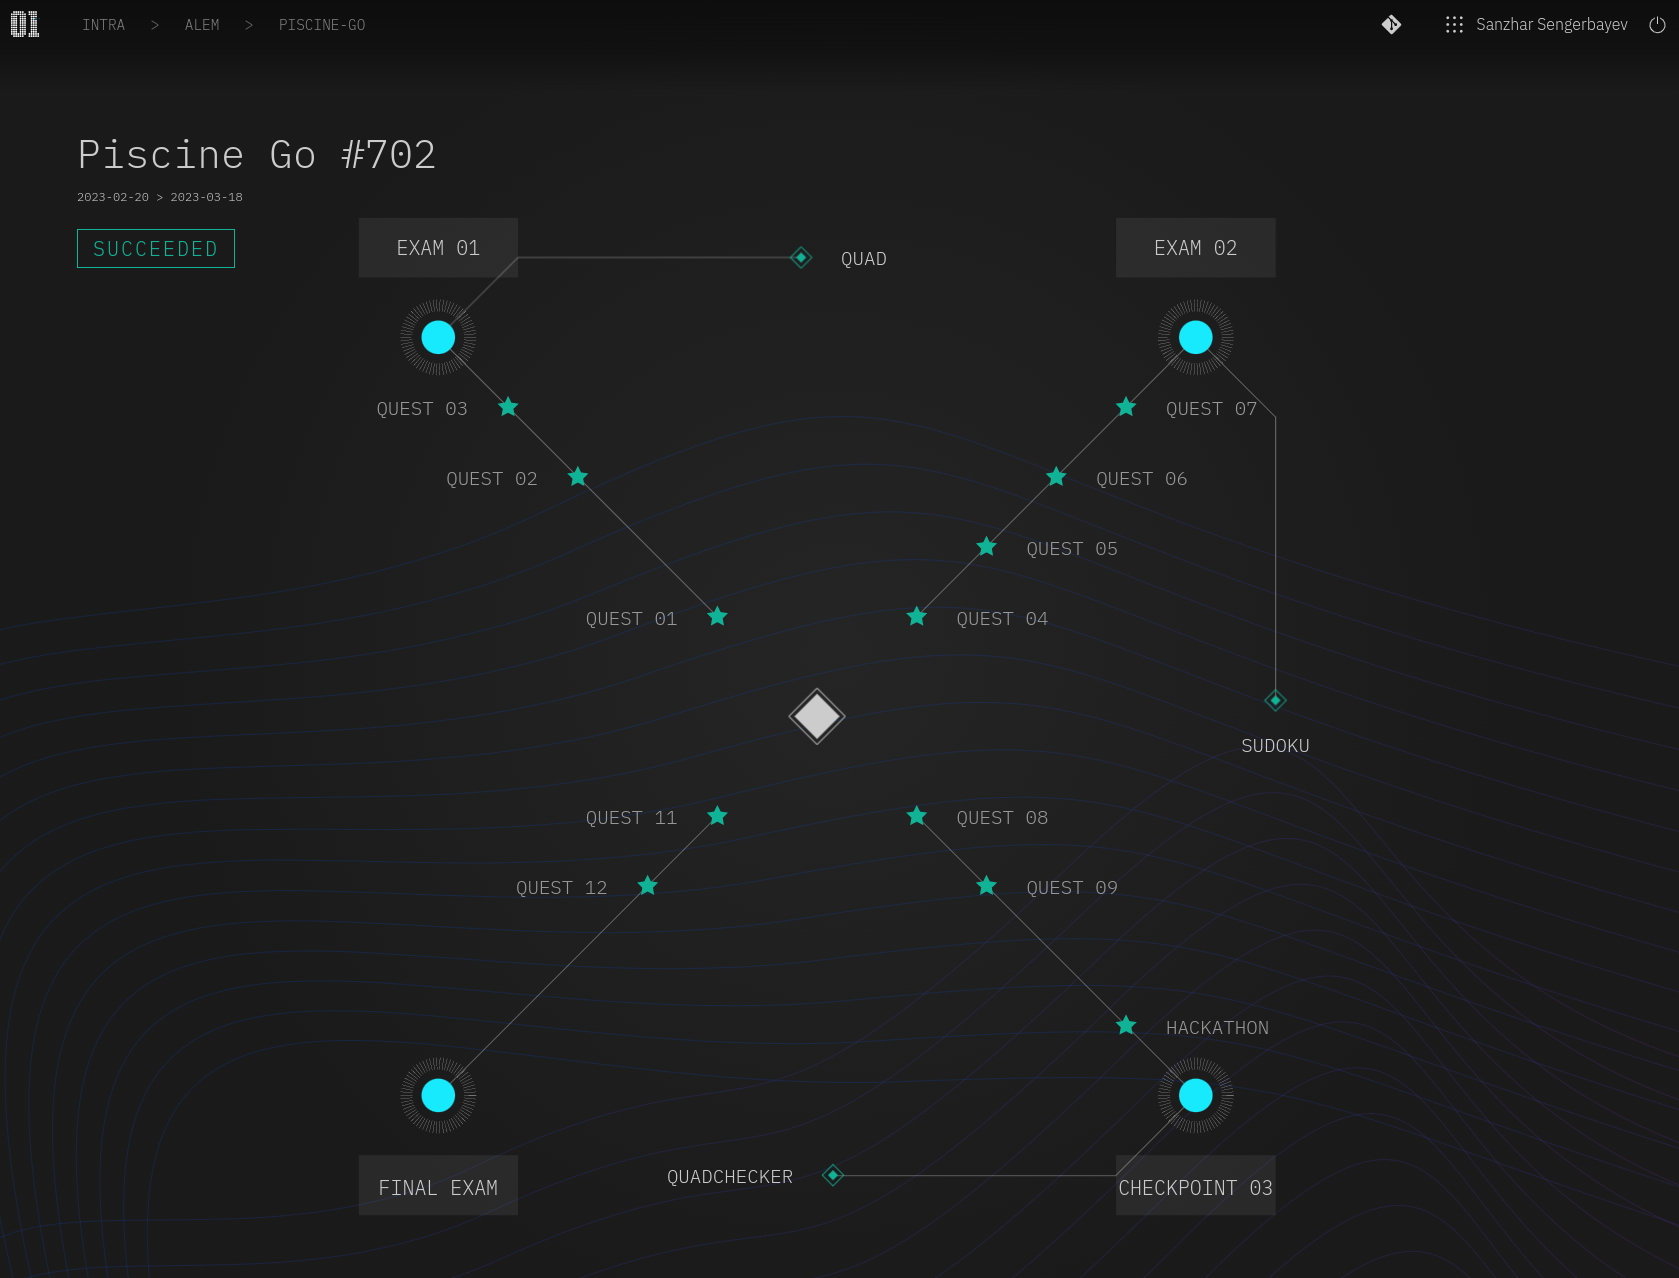 01 INTRA > ALEM > PISCINE-GO Sanzhar Sengerbayev
Piscine Go #702
2023-02-20 > 2023-03-18
SUCCEEDED
EXAM 01
EXAM 02
QUAD
QUEST 03
QUEST 07
QUEST 02
QUEST 06
QUEST 05
QUEST 01
QUEST 04
SUDOKU
QUEST 11
QUEST 08
QUEST 12
QUEST 09
HACKATHON
QUADCHECKER
FINAL EXAM
CHECKPOINT 03